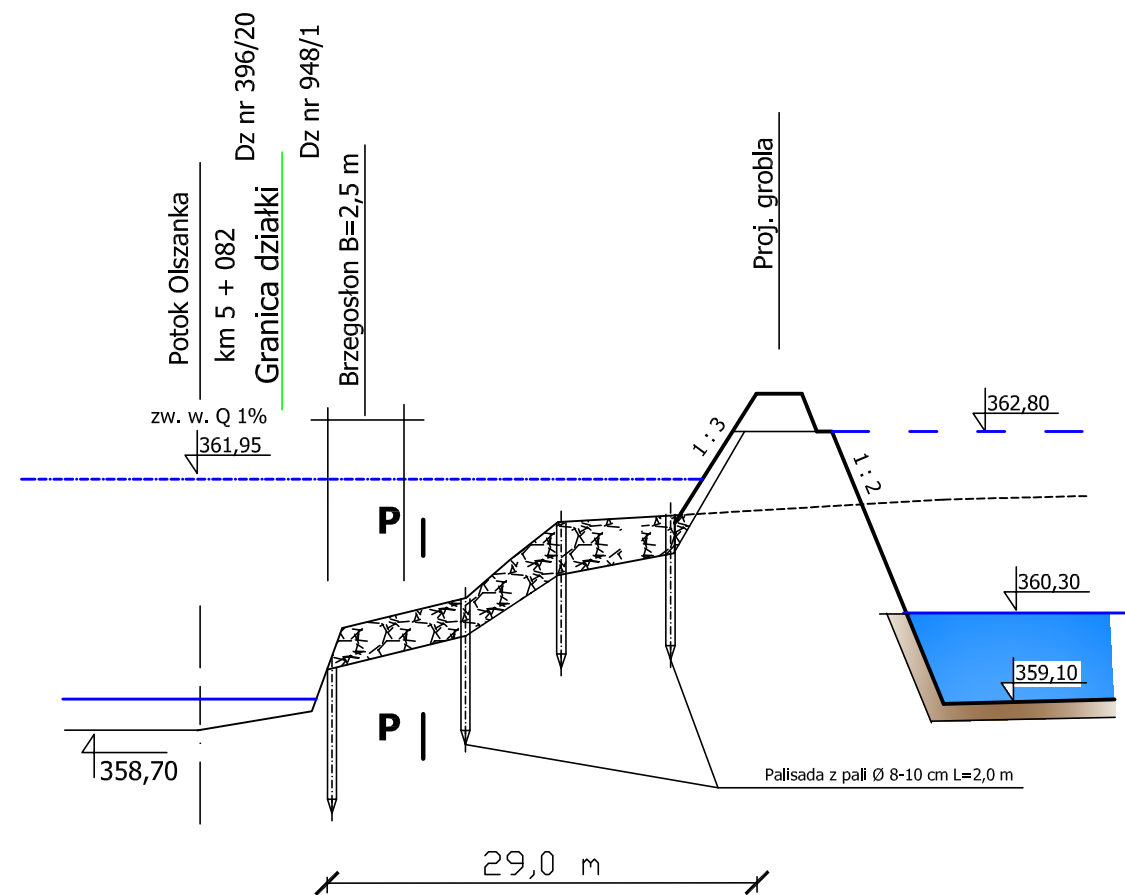 Potok Olszanka
km 5 + 082
Dz nr 396/20
Granica działki
Dz nr 948/1
Brzegosłon B=2,5 m
Proj. grobla
zw. w. Q 1%
361,95
362,80
1 : 3
1 : 2
P
360,30
359,10
P
358,70
Palisada z pali Ø 8-10 cm L=2,0 m
29,0 m